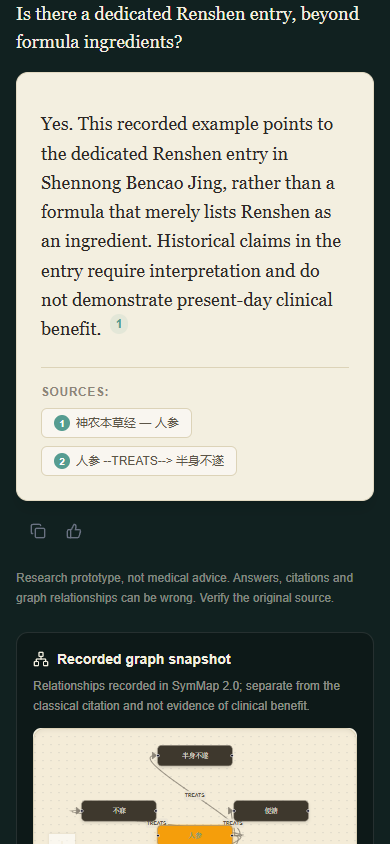 Is there a dedicated Renshen entry, beyond
formula ingredients?
Yes. This recorded example points to
the dedicated Renshen entry in
Shennong Bencao Jing, rather than a
formula that merely lists Renshen as
an ingredient. Historical claims in the
entry require interpretation and do
not demonstrate present-day clinical
benefit. 1
SOURCES:
1 神农本草经 — 人参
2 人参 --TREATS--> 半身不遂
Research prototype, not medical advice. Answers, citations and
graph relationships can be wrong. Verify the original source.
Recorded graph snapshot
Relationships recorded in SymMap 2.0; separate from the
classical citation and not evidence of clinical benefit.
半身不遂
TREATS
不寐
便秘
TREATS
TREATS
人参